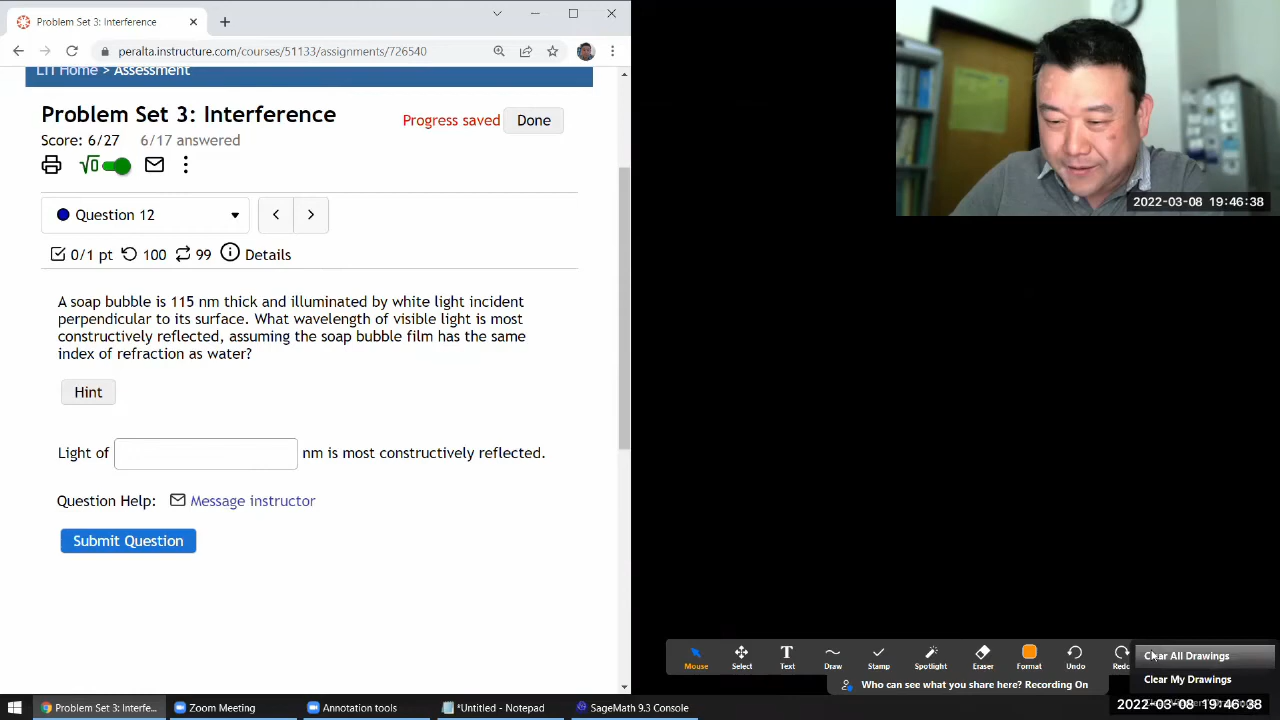 Problem Set 3: Interference
peralta.instructure.com/courses/51133/assignments/726540
LTI Home > Assessment
Problem Set 3: Interference
Progress saved
Done
Score: 6/27 6/17 answered
√0
Question 12
< >
0/1 pt 100 99 Details
A soap bubble is 115 nm thick and illuminated by white light incident
perpendicular to its surface. What wavelength of visible light is most
constructively reflected, assuming the soap bubble film has the same
index of refraction as water?
Hint
Light of nm is most constructively reflected.
Question Help: Message instructor
Submit Question
2022-03-08 19:46:38
Mouse Select Text Draw Stamp Spotlight Eraser Format Undo Redo
Clear All Drawings
Clear My Drawings
Who can see what you share here? Recording On
Problem Set 3: Interfe... Zoom Meeting Annotation tools *Untitled - Notepad SageMath 9.3 Console
2022-03-08 19:46:38